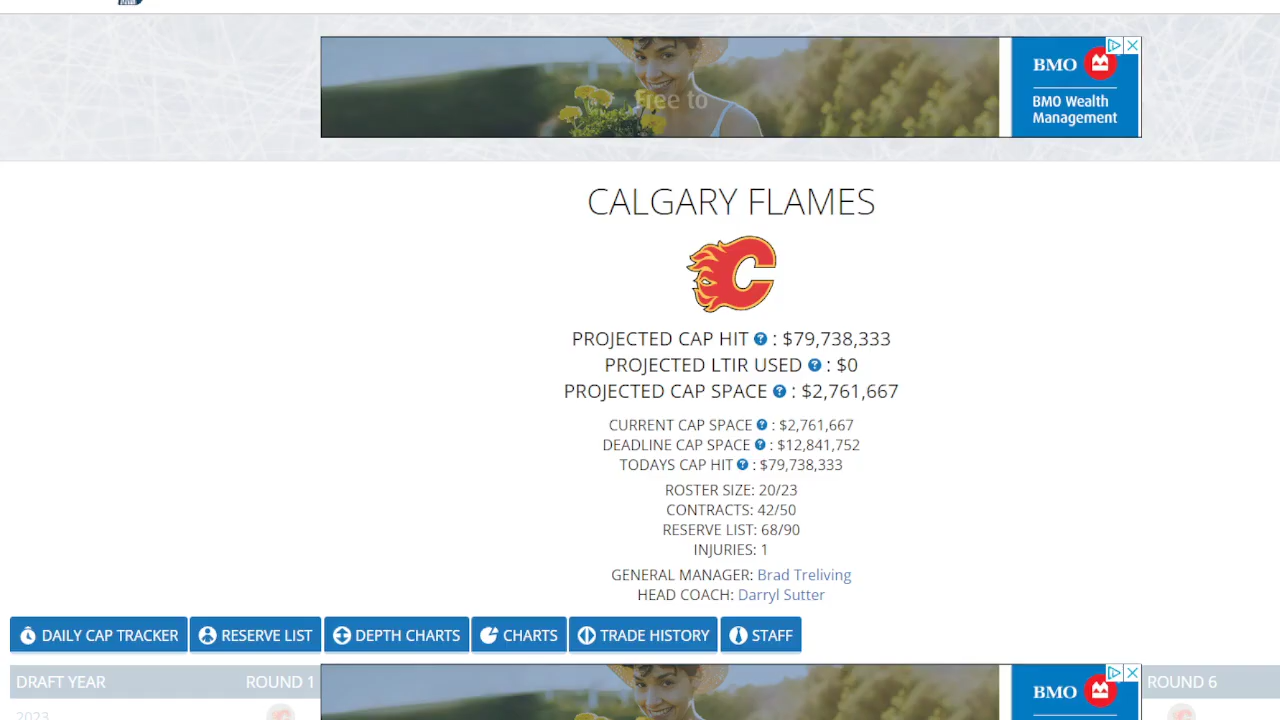 Free to
BMO
BMO Wealth
Management
CALGARY FLAMES
PROJECTED CAP HIT ? : $79,738,333
PROJECTED LTIR USED ? : $0
PROJECTED CAP SPACE ? : $2,761,667
CURRENT CAP SPACE ? : $2,761,667
DEADLINE CAP SPACE ? : $12,841,752
TODAYS CAP HIT ? : $79,738,333
ROSTER SIZE: 20/23
CONTRACTS: 42/50
RESERVE LIST: 68/90
INJURIES: 1
GENERAL MANAGER: Brad Treliving
HEAD COACH: Darryl Sutter
DAILY CAP TRACKER RESERVE LIST DEPTH CHARTS CHARTS TRADE HISTORY STAFF
DRAFT YEAR ROUND 1 ROUND 6
BMO
2023